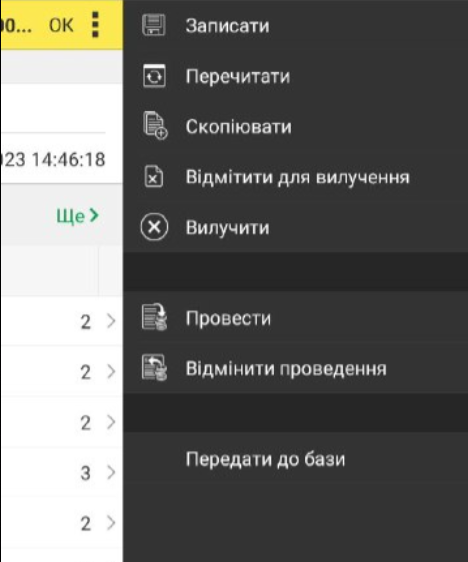 00... ОК
Записати
Перечитати
Скопіювати
023 14:46:18
Відмітити для вилучення
Ще
Вилучити
2
Провести
2
Відмінити проведення
2
3
Передати до бази
2